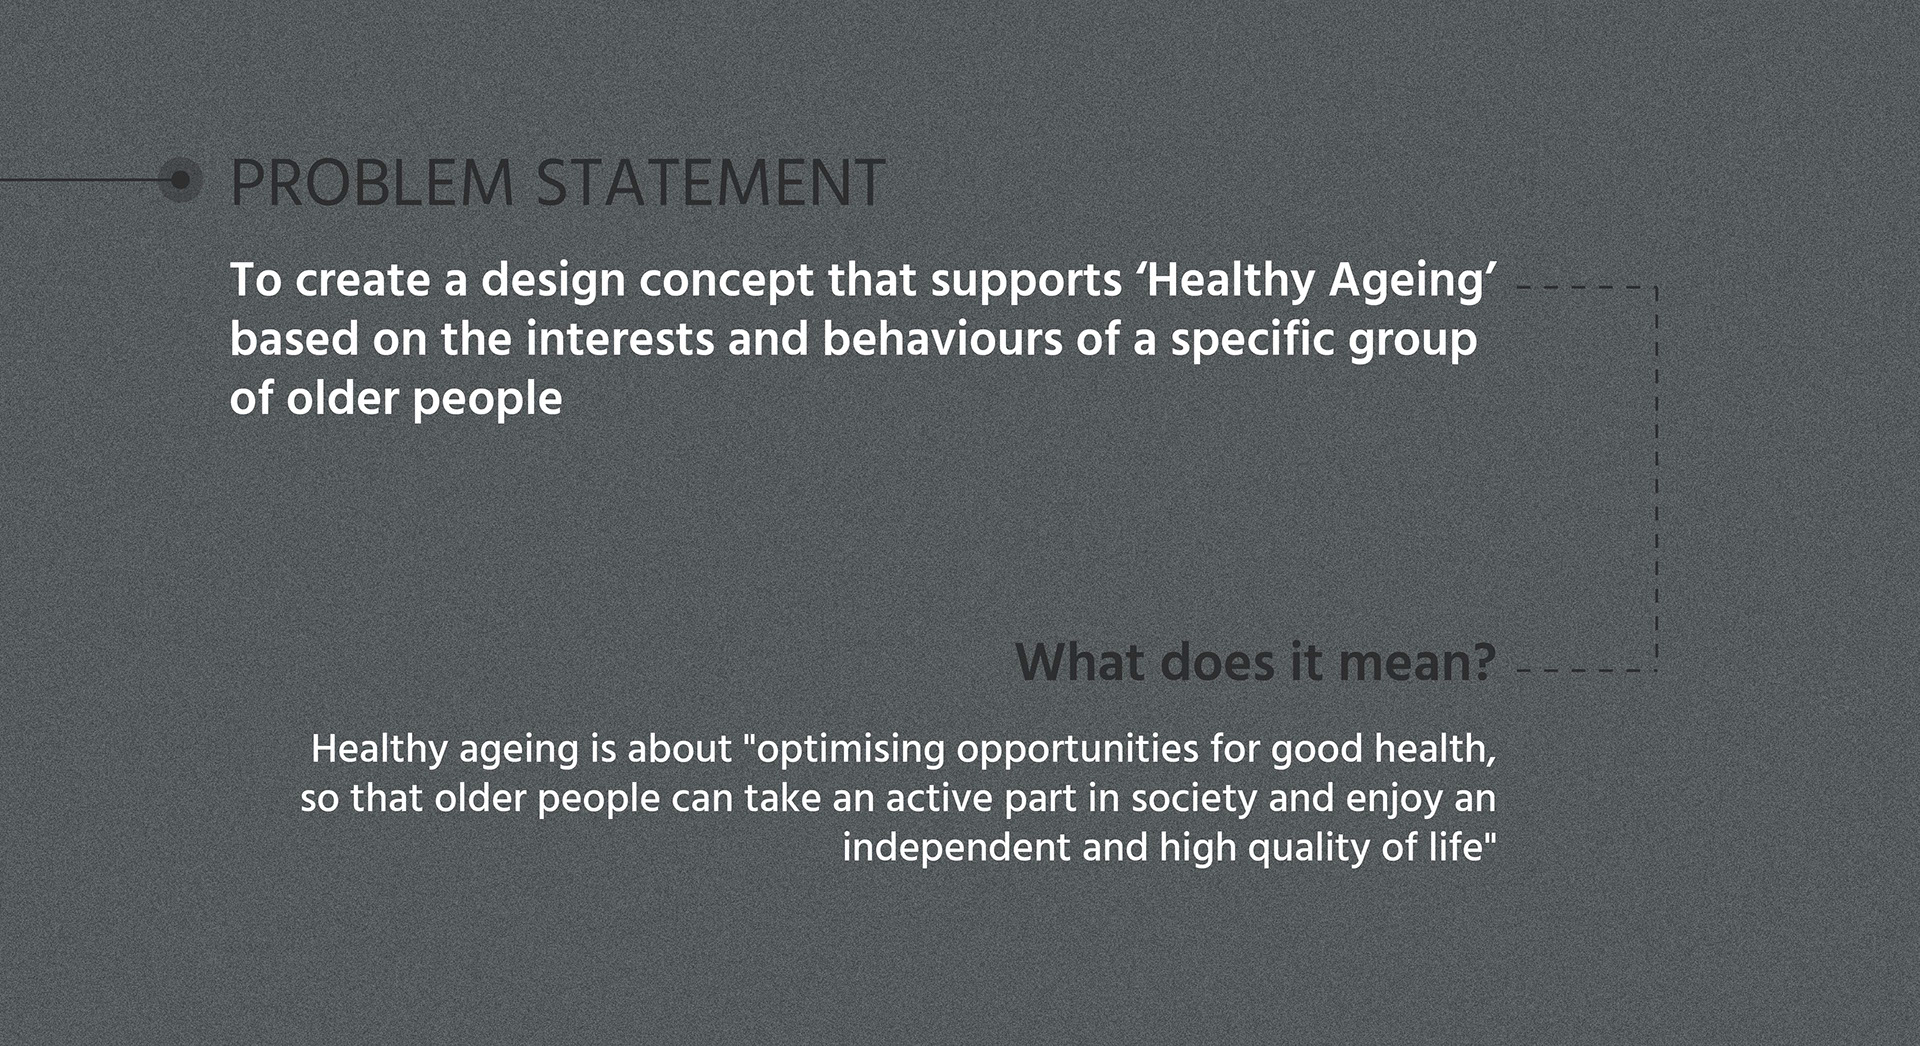 PROBLEM STATEMENT
To create a design concept that supports ‘Healthy Ageing’
based on the interests and behaviours of a specific group
of older people
What does it mean?
Healthy ageing is about "optimising opportunities for good health,
so that older people can take an active part in society and enjoy an
independent and high quality of life"